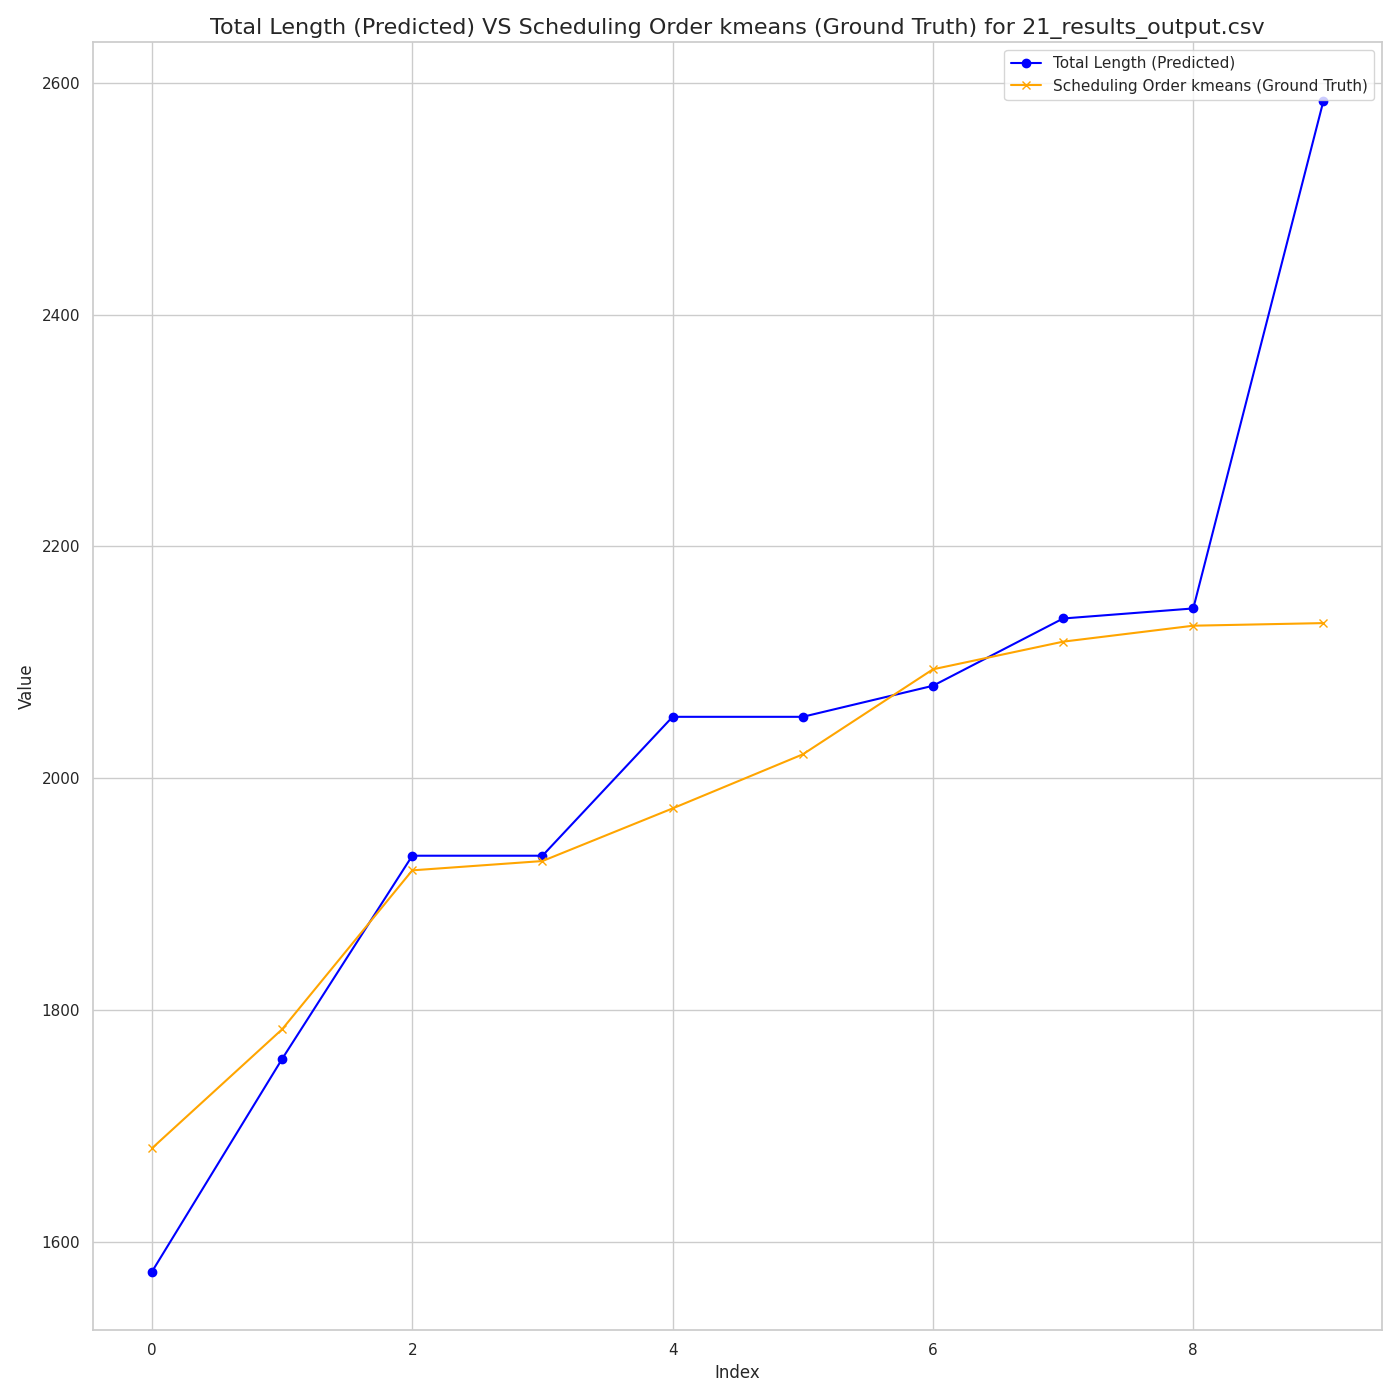 Total Length (Predicted) VS Scheduling Order kmeans (Ground Truth) for 21_results_output.csv
Total Length (Predicted)
Scheduling Order kmeans (Ground Truth)
2600
2400
2200
2000
1800
1600
Value
0 2 4 6 8
Index